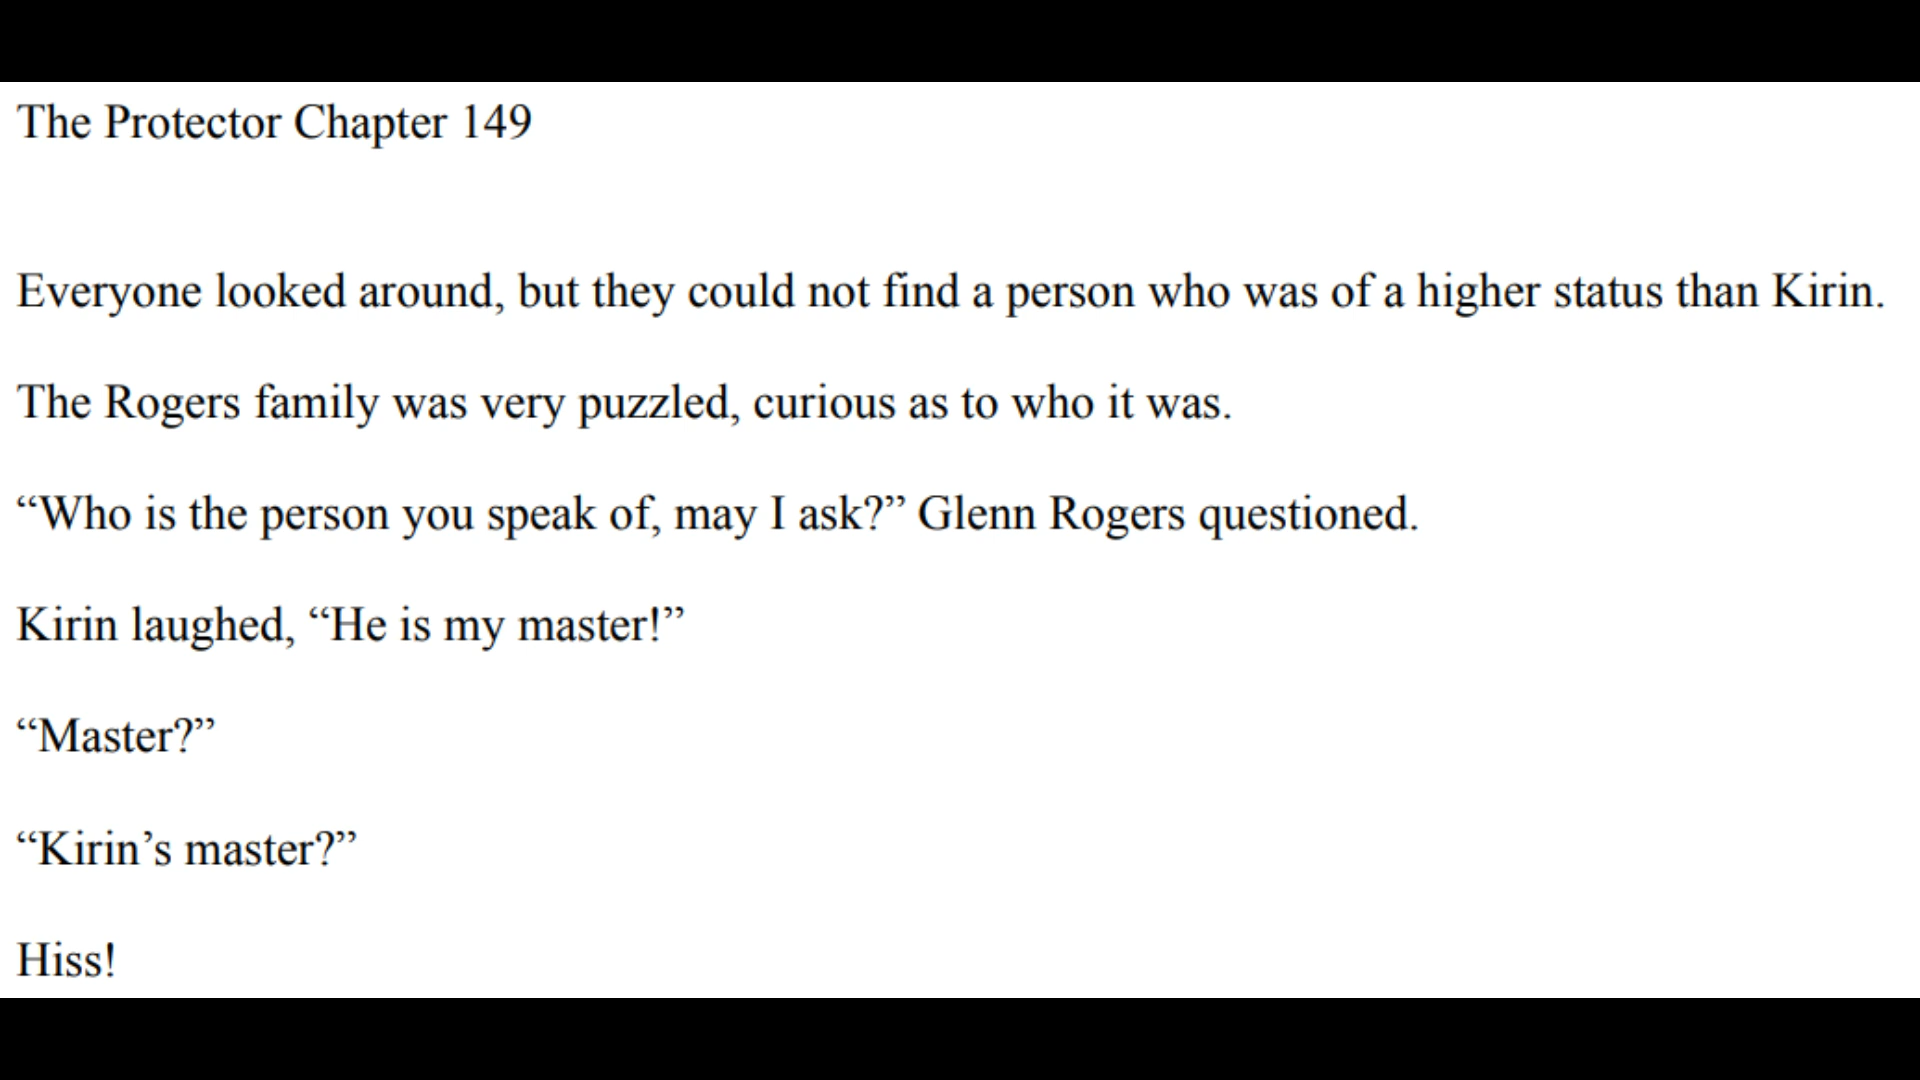 The Protector Chapter 149
Everyone looked around, but they could not find a person who was of a higher status than Kirin.
The Rogers family was very puzzled, curious as to who it was.
“Who is the person you speak of, may I ask?” Glenn Rogers questioned.
Kirin laughed, “He is my master!”
“Master?”
“Kirin’s master?”
Hiss!